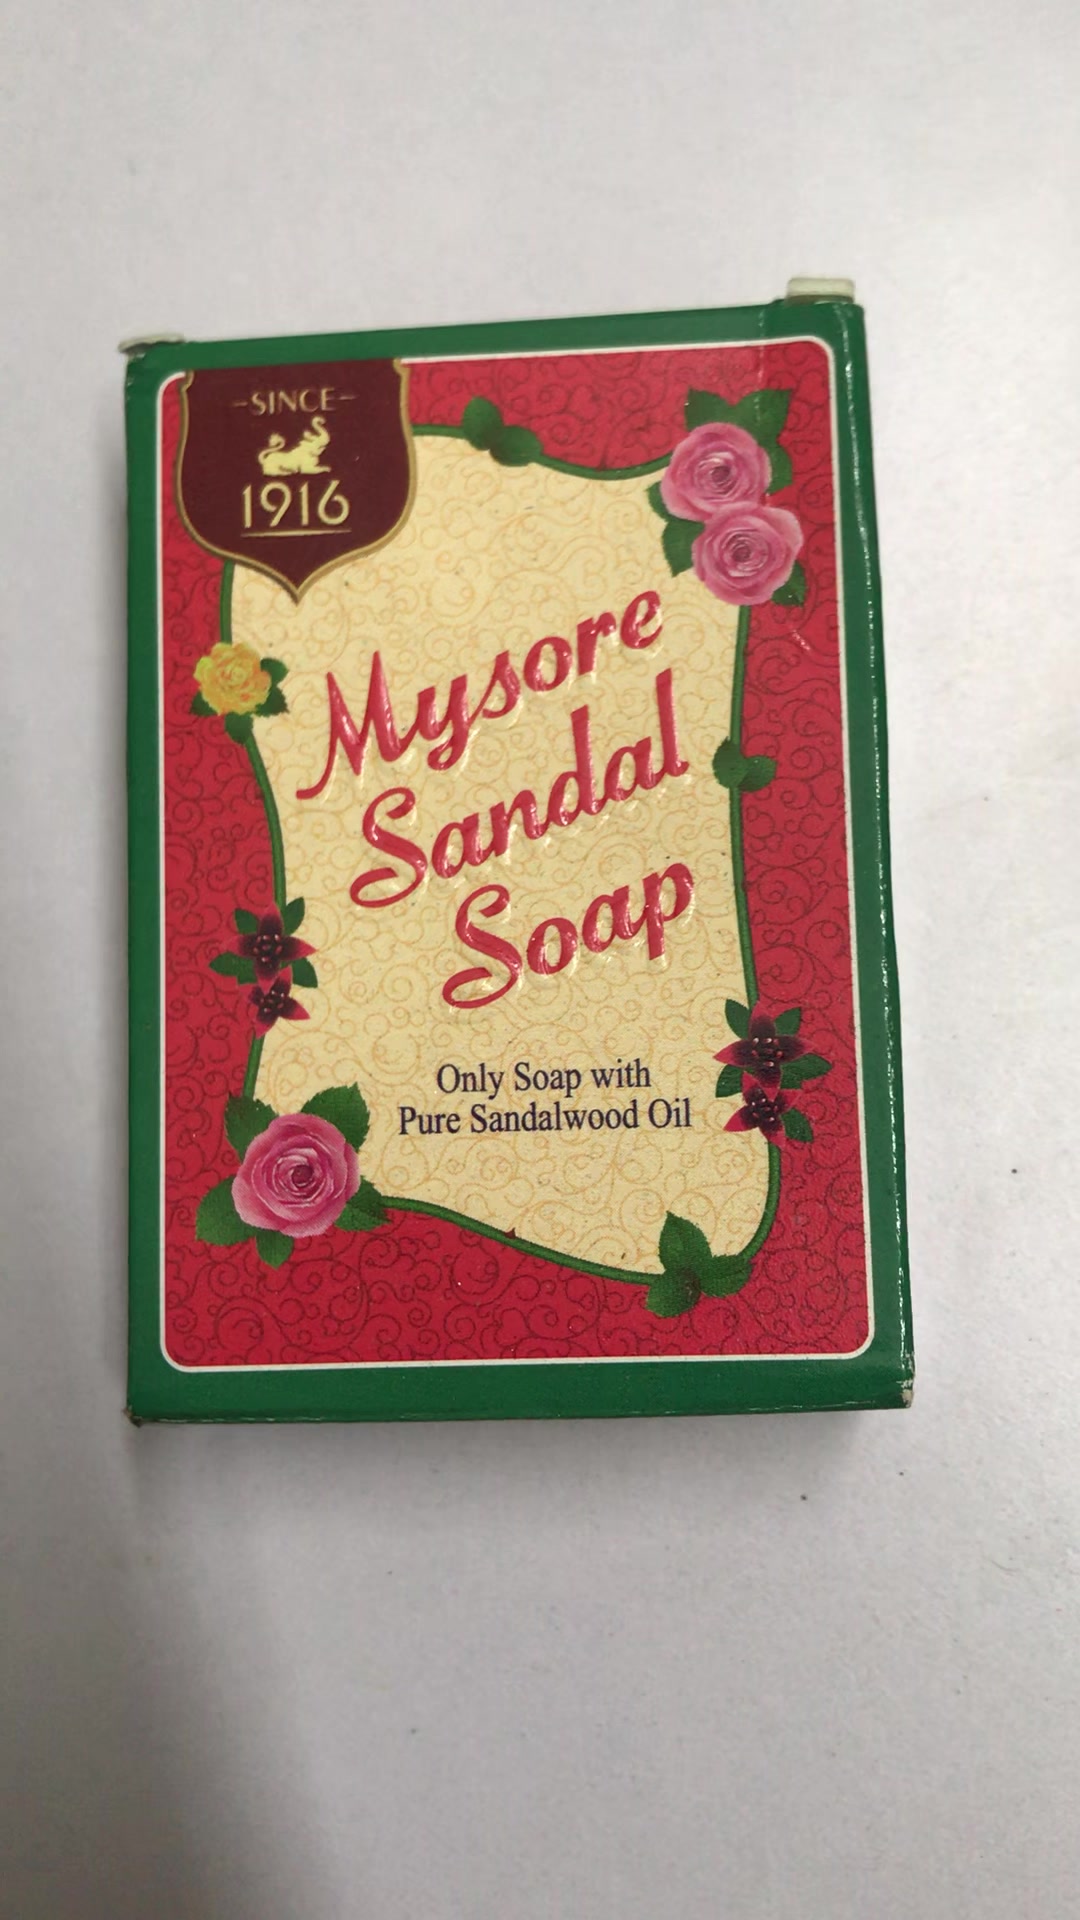 -SINCE-
1916
Mysore
Sandal
Soap
Only Soap with
Pure Sandalwood Oil